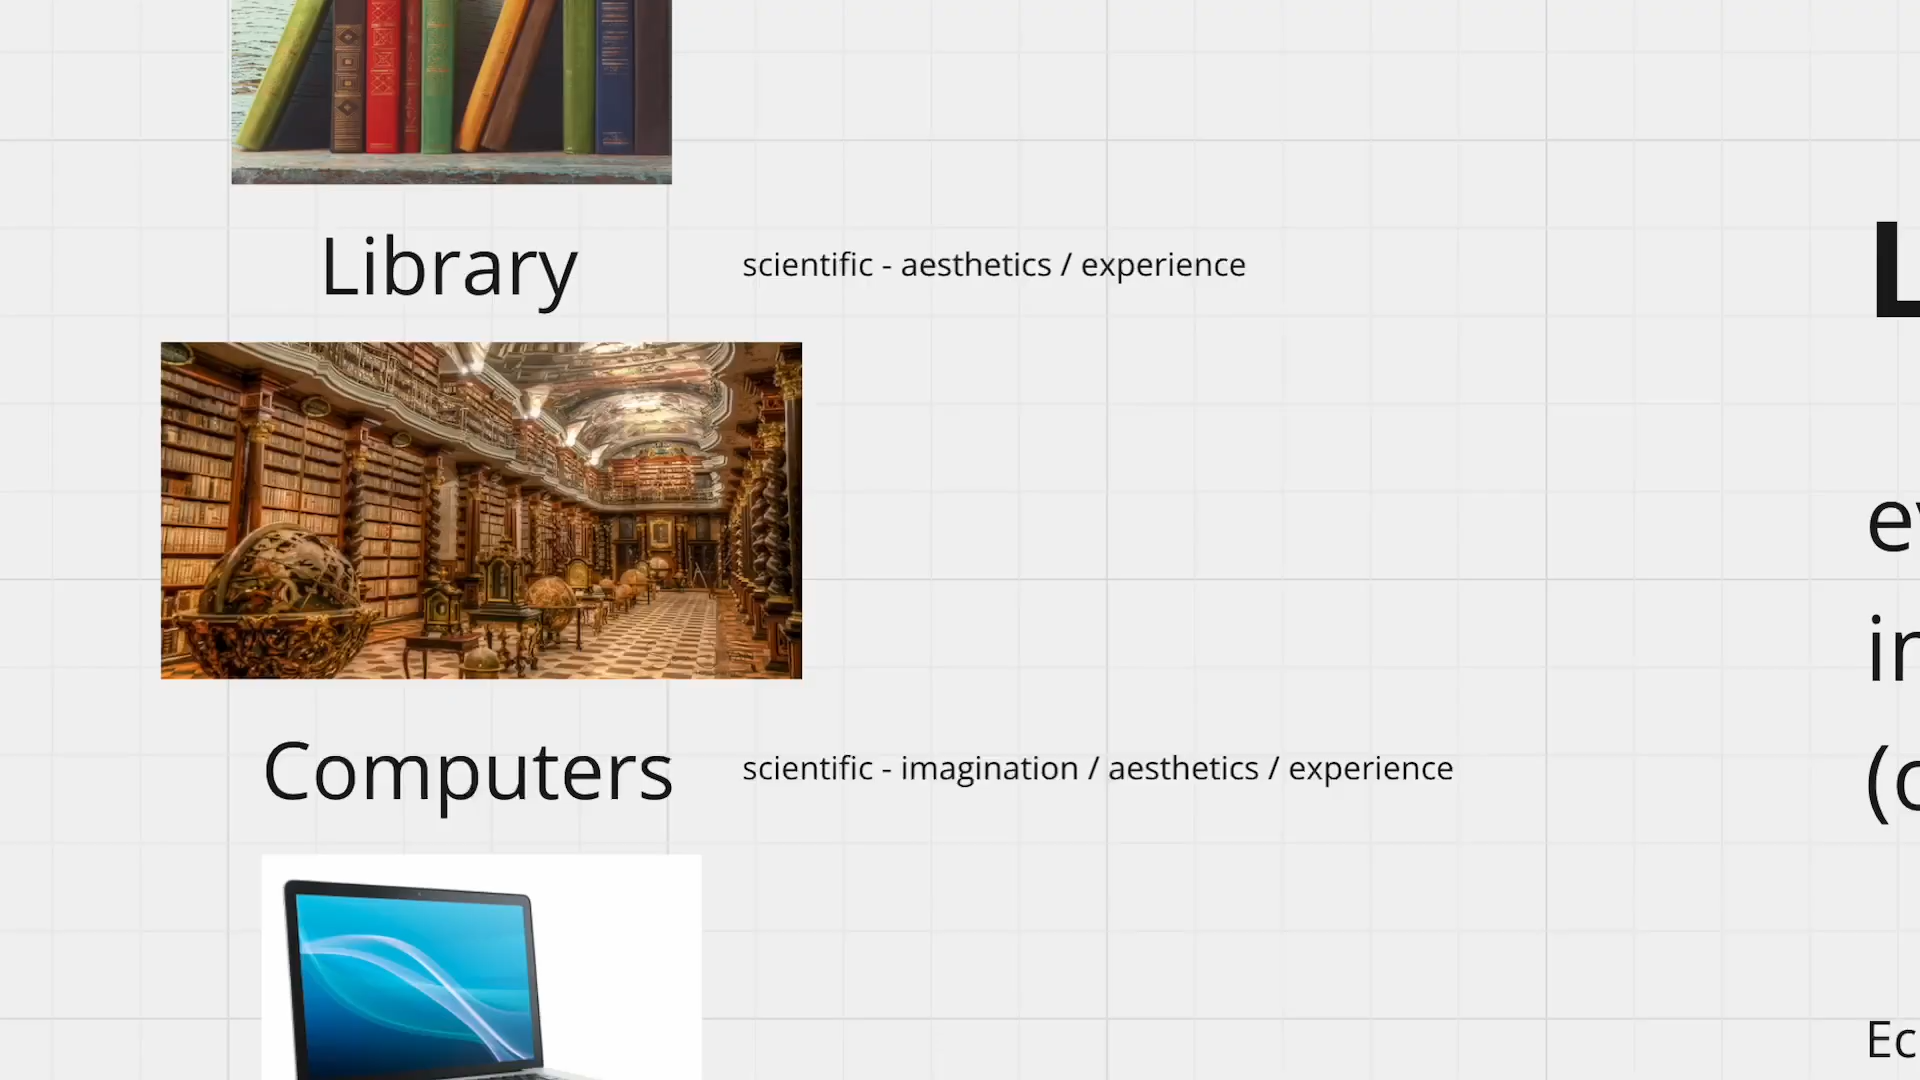 Library
scientific - aesthetics / experience
Computers
scientific - imagination / aesthetics / experience